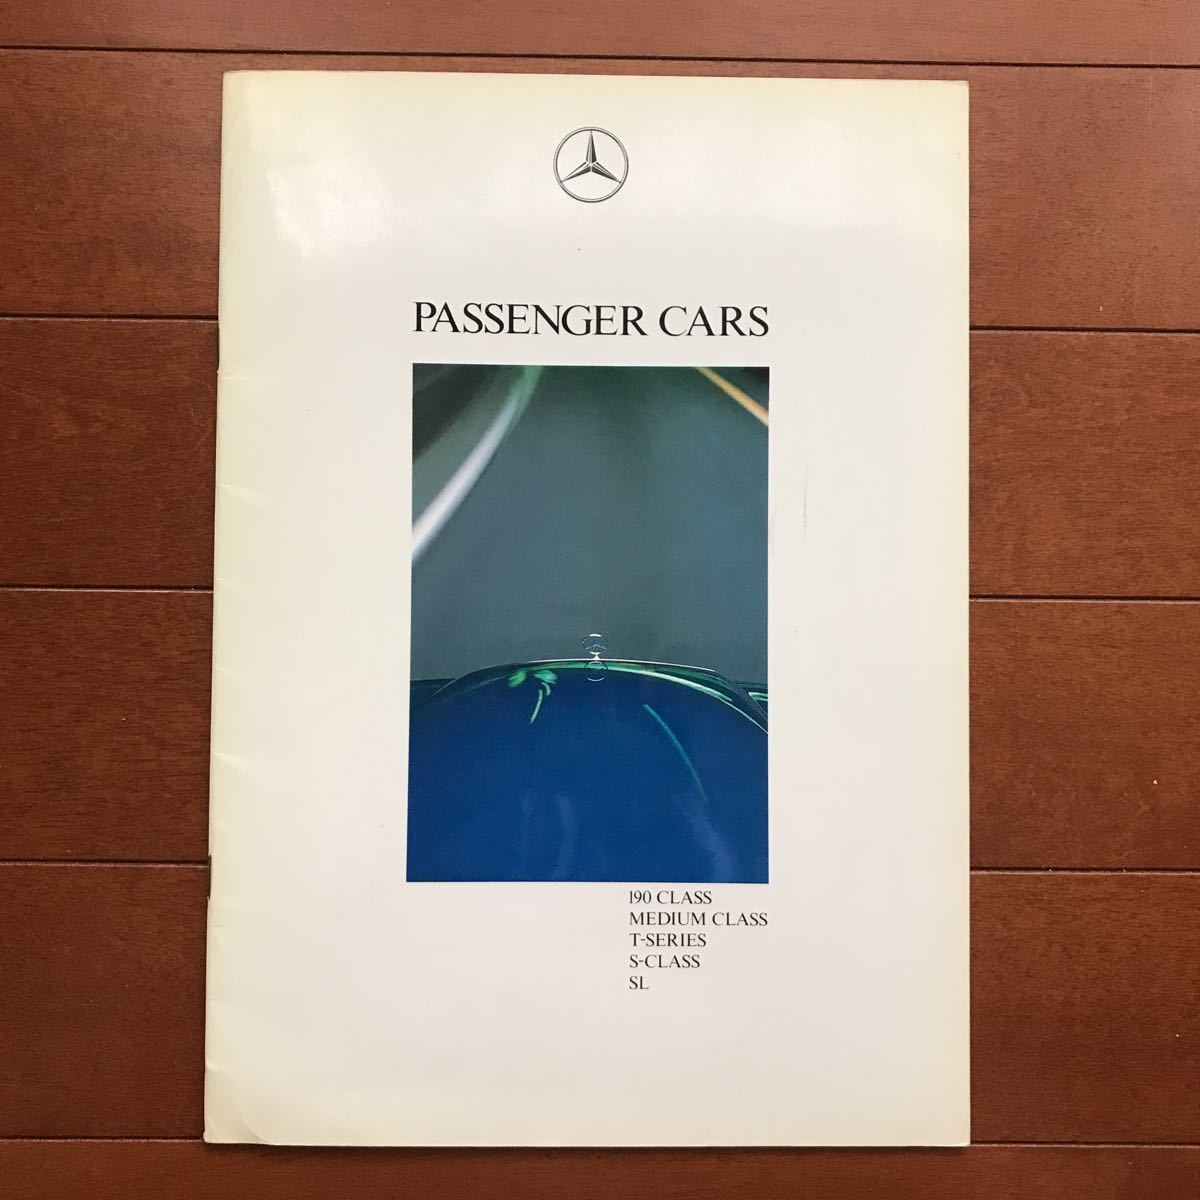 PASSENGER CARS
190 CLASS
MEDIUM CLASS
T-SERIES
S-CLASS
SL